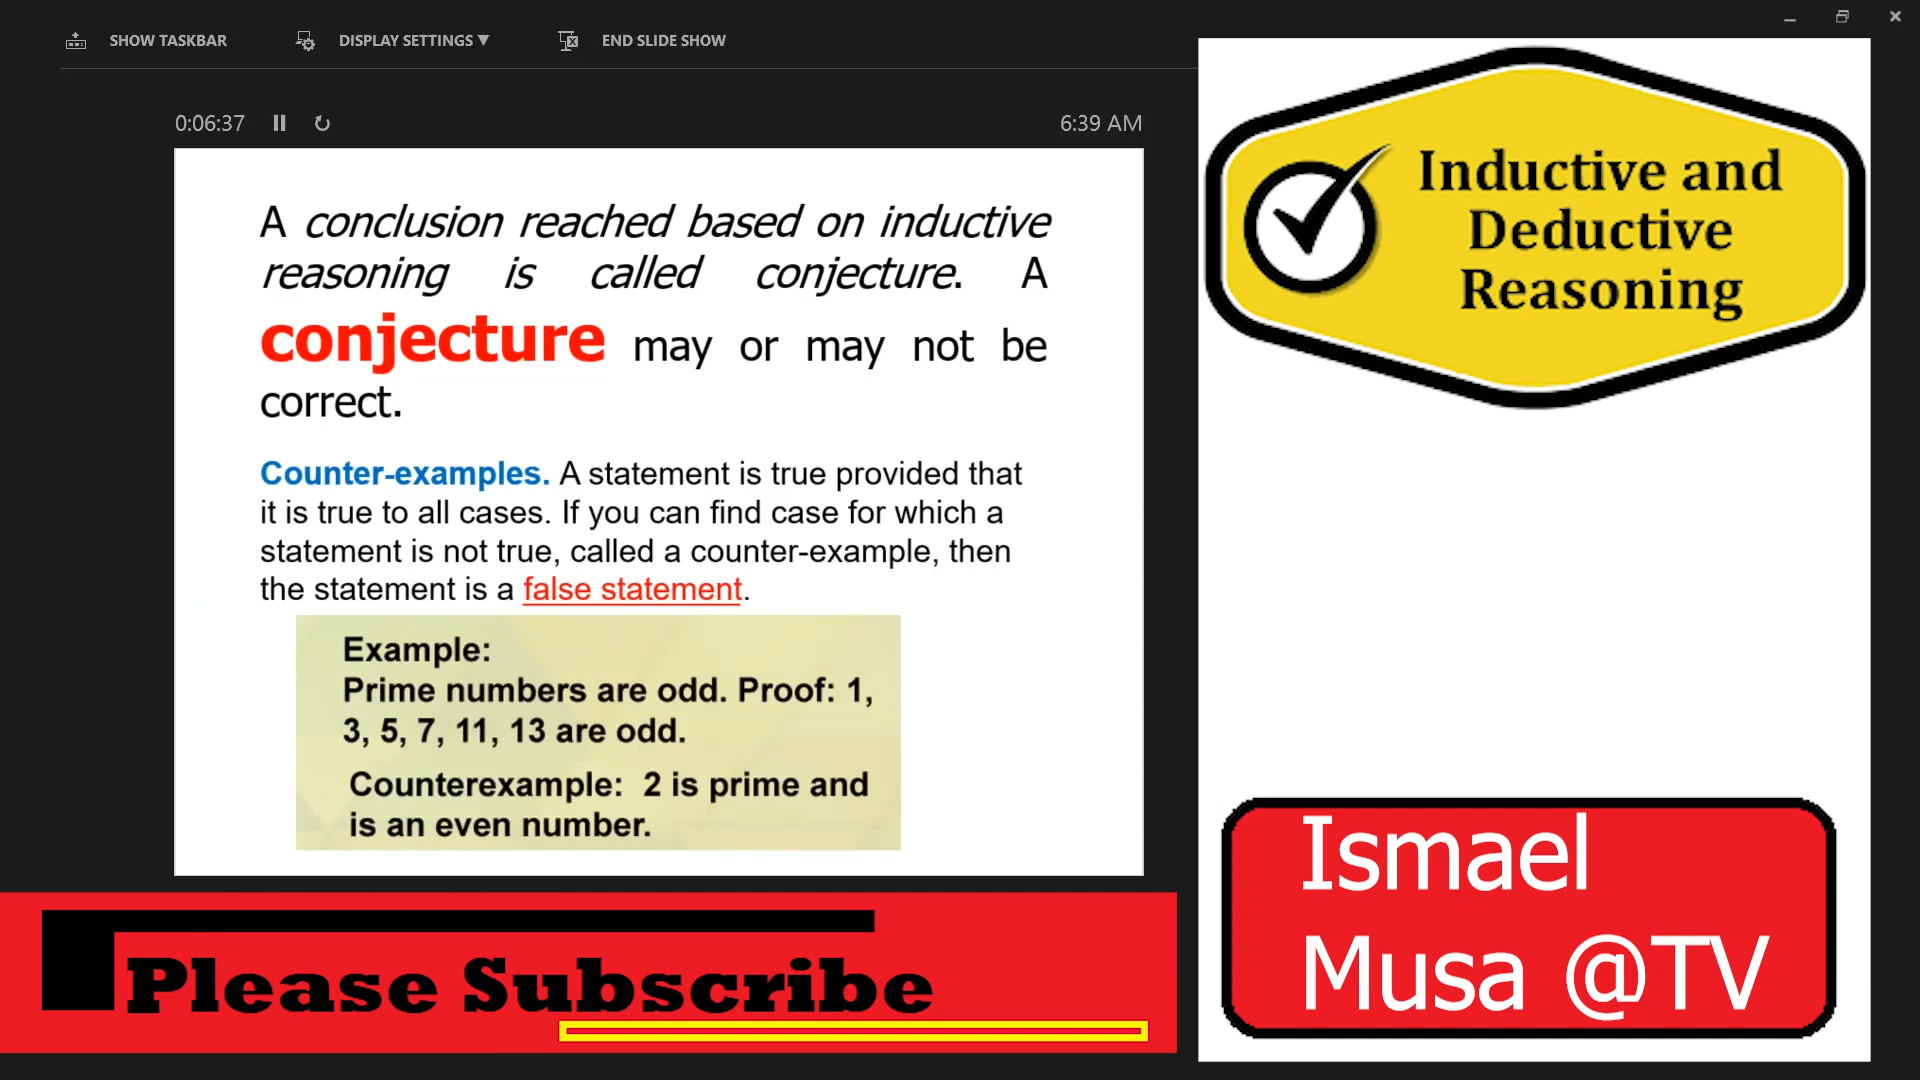 SHOW TASKBAR
DISPLAY SETTINGS ▼
END SLIDE SHOW
0:06:37
6:39 AM
A conclusion reached based on inductive
reasoning is called conjecture. A
conjecture may or may not be
correct.
Counter-examples. A statement is true provided that
it is true to all cases. If you can find case for which a
statement is not true, called a counter-example, then
the statement is a false statement.
Example:
Prime numbers are odd. Proof: 1,
3, 5, 7, 11, 13 are odd.
Counterexample: 2 is prime and
is an even number.
Please Subscribe
Inductive and
Deductive
Reasoning
Ismael
Musa @TV